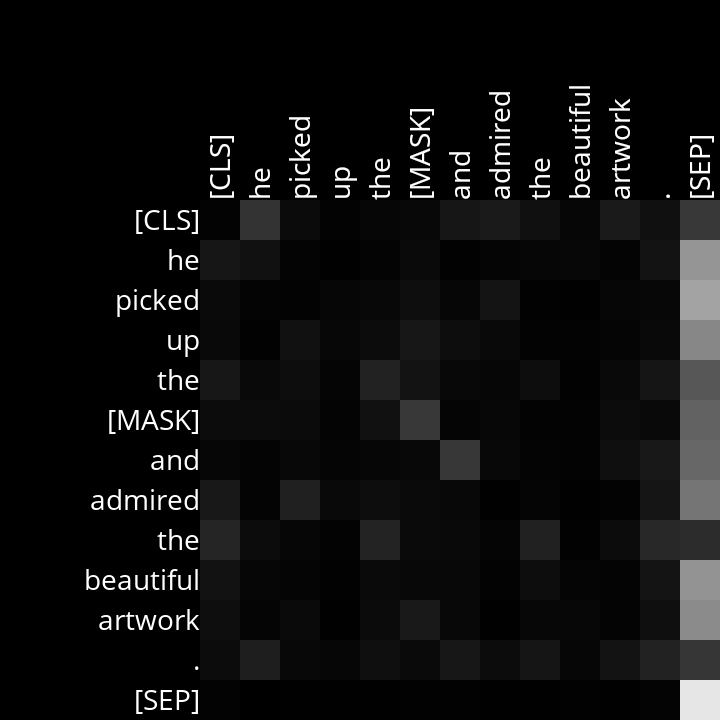 [CLS] he picked up the [MASK] and admired the beautiful artwork . [SEP]
[CLS]
he
picked
up
the
[MASK]
and
admired
the
beautiful
artwork
.
[SEP]